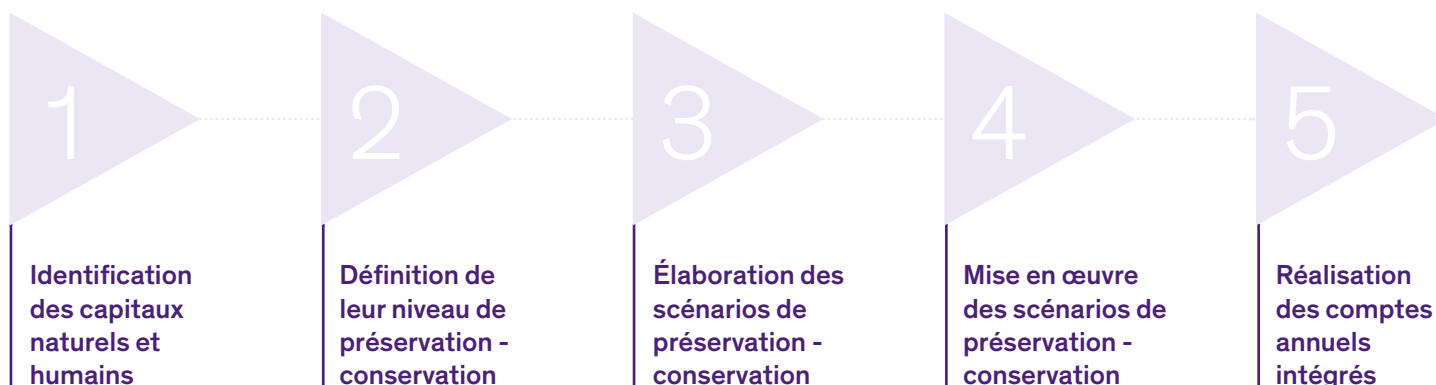 1
Identification
des capitaux
naturels et
humains
2
Définition de
leur niveau de
préservation -
conservation
3
Élaboration des
scénarios de
préservation -
conservation
4
Mise en œuvre
des scénarios de
préservation -
conservation
5
Réalisation
des comptes
annuels
intégrés